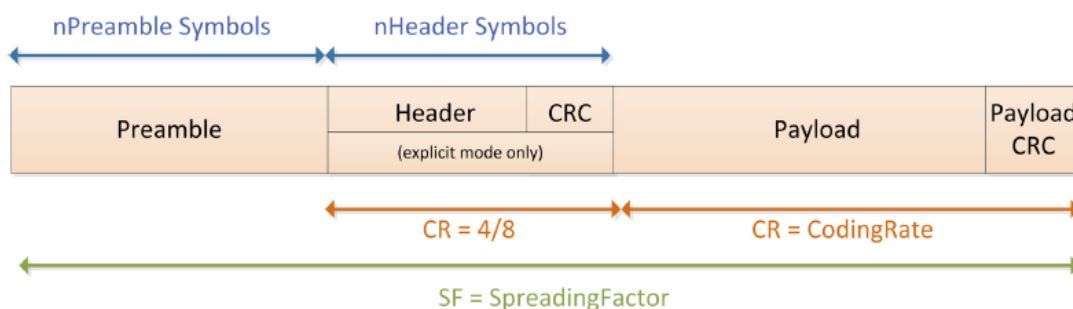 nPreamble Symbols
nHeader Symbols
Preamble
Header
CRC
(explicit mode only)
Payload
Payload
CRC
CR = 4/8
CR = CodingRate
SF = SpreadingFactor